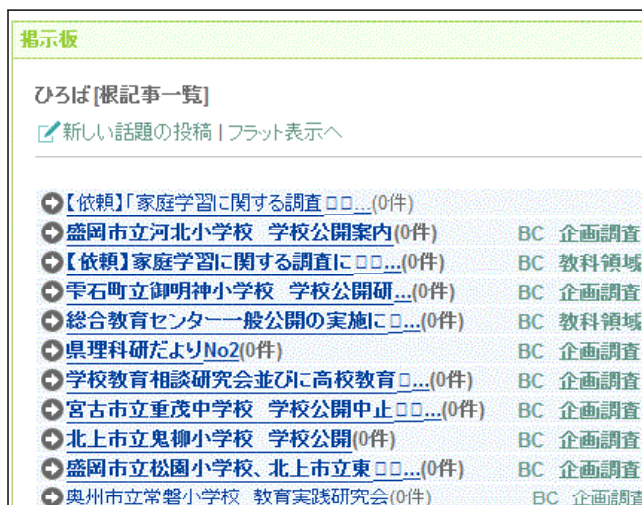 掲示板
ひろば[根記事一覧]
新しい話題の投稿 | フラット表示へ
【依頼】「家庭学習に関する調査□□...(0件)
盛岡市立河北小学校 学校公開案内(0件) BC 企画調査
【依頼】家庭学習に関する調査に□□...(0件) BC 教科領域
雫石町立御明神小学校 学校公開研...(0件) BC 企画調査
総合教育センター一般公開の実施に□...(0件) BC 教科領域
県理科研だよりNo2(0件) BC 企画調査
学校教育相談研究会並びに高校教育□...(0件) BC 企画調査
宮古市立重茂中学校 学校公開中止□□...(0件) BC 企画調査
北上市立鬼柳小学校 学校公開(0件) BC 企画調査
盛岡市立松園小学校、北上市立東□□...(0件) BC 企画調査
奥州市立常磐小学校 教育実践研究会(0件) BC 企画調査